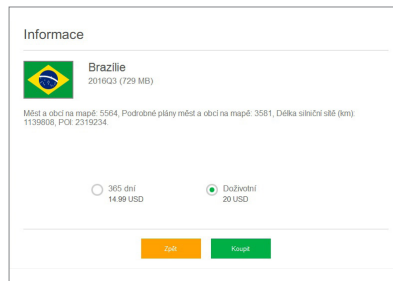 Informace
Brazílie
2016Q3 (729 MB)
Měst a obcí na mapě: 5564, Podrobné plány měst a obcí na mapě: 3581, Délka silniční sítě (km):
1139808, POI: 2319234.
365 dní
14.99 USD
Doživotní
20 USD
Zpět
Koupit